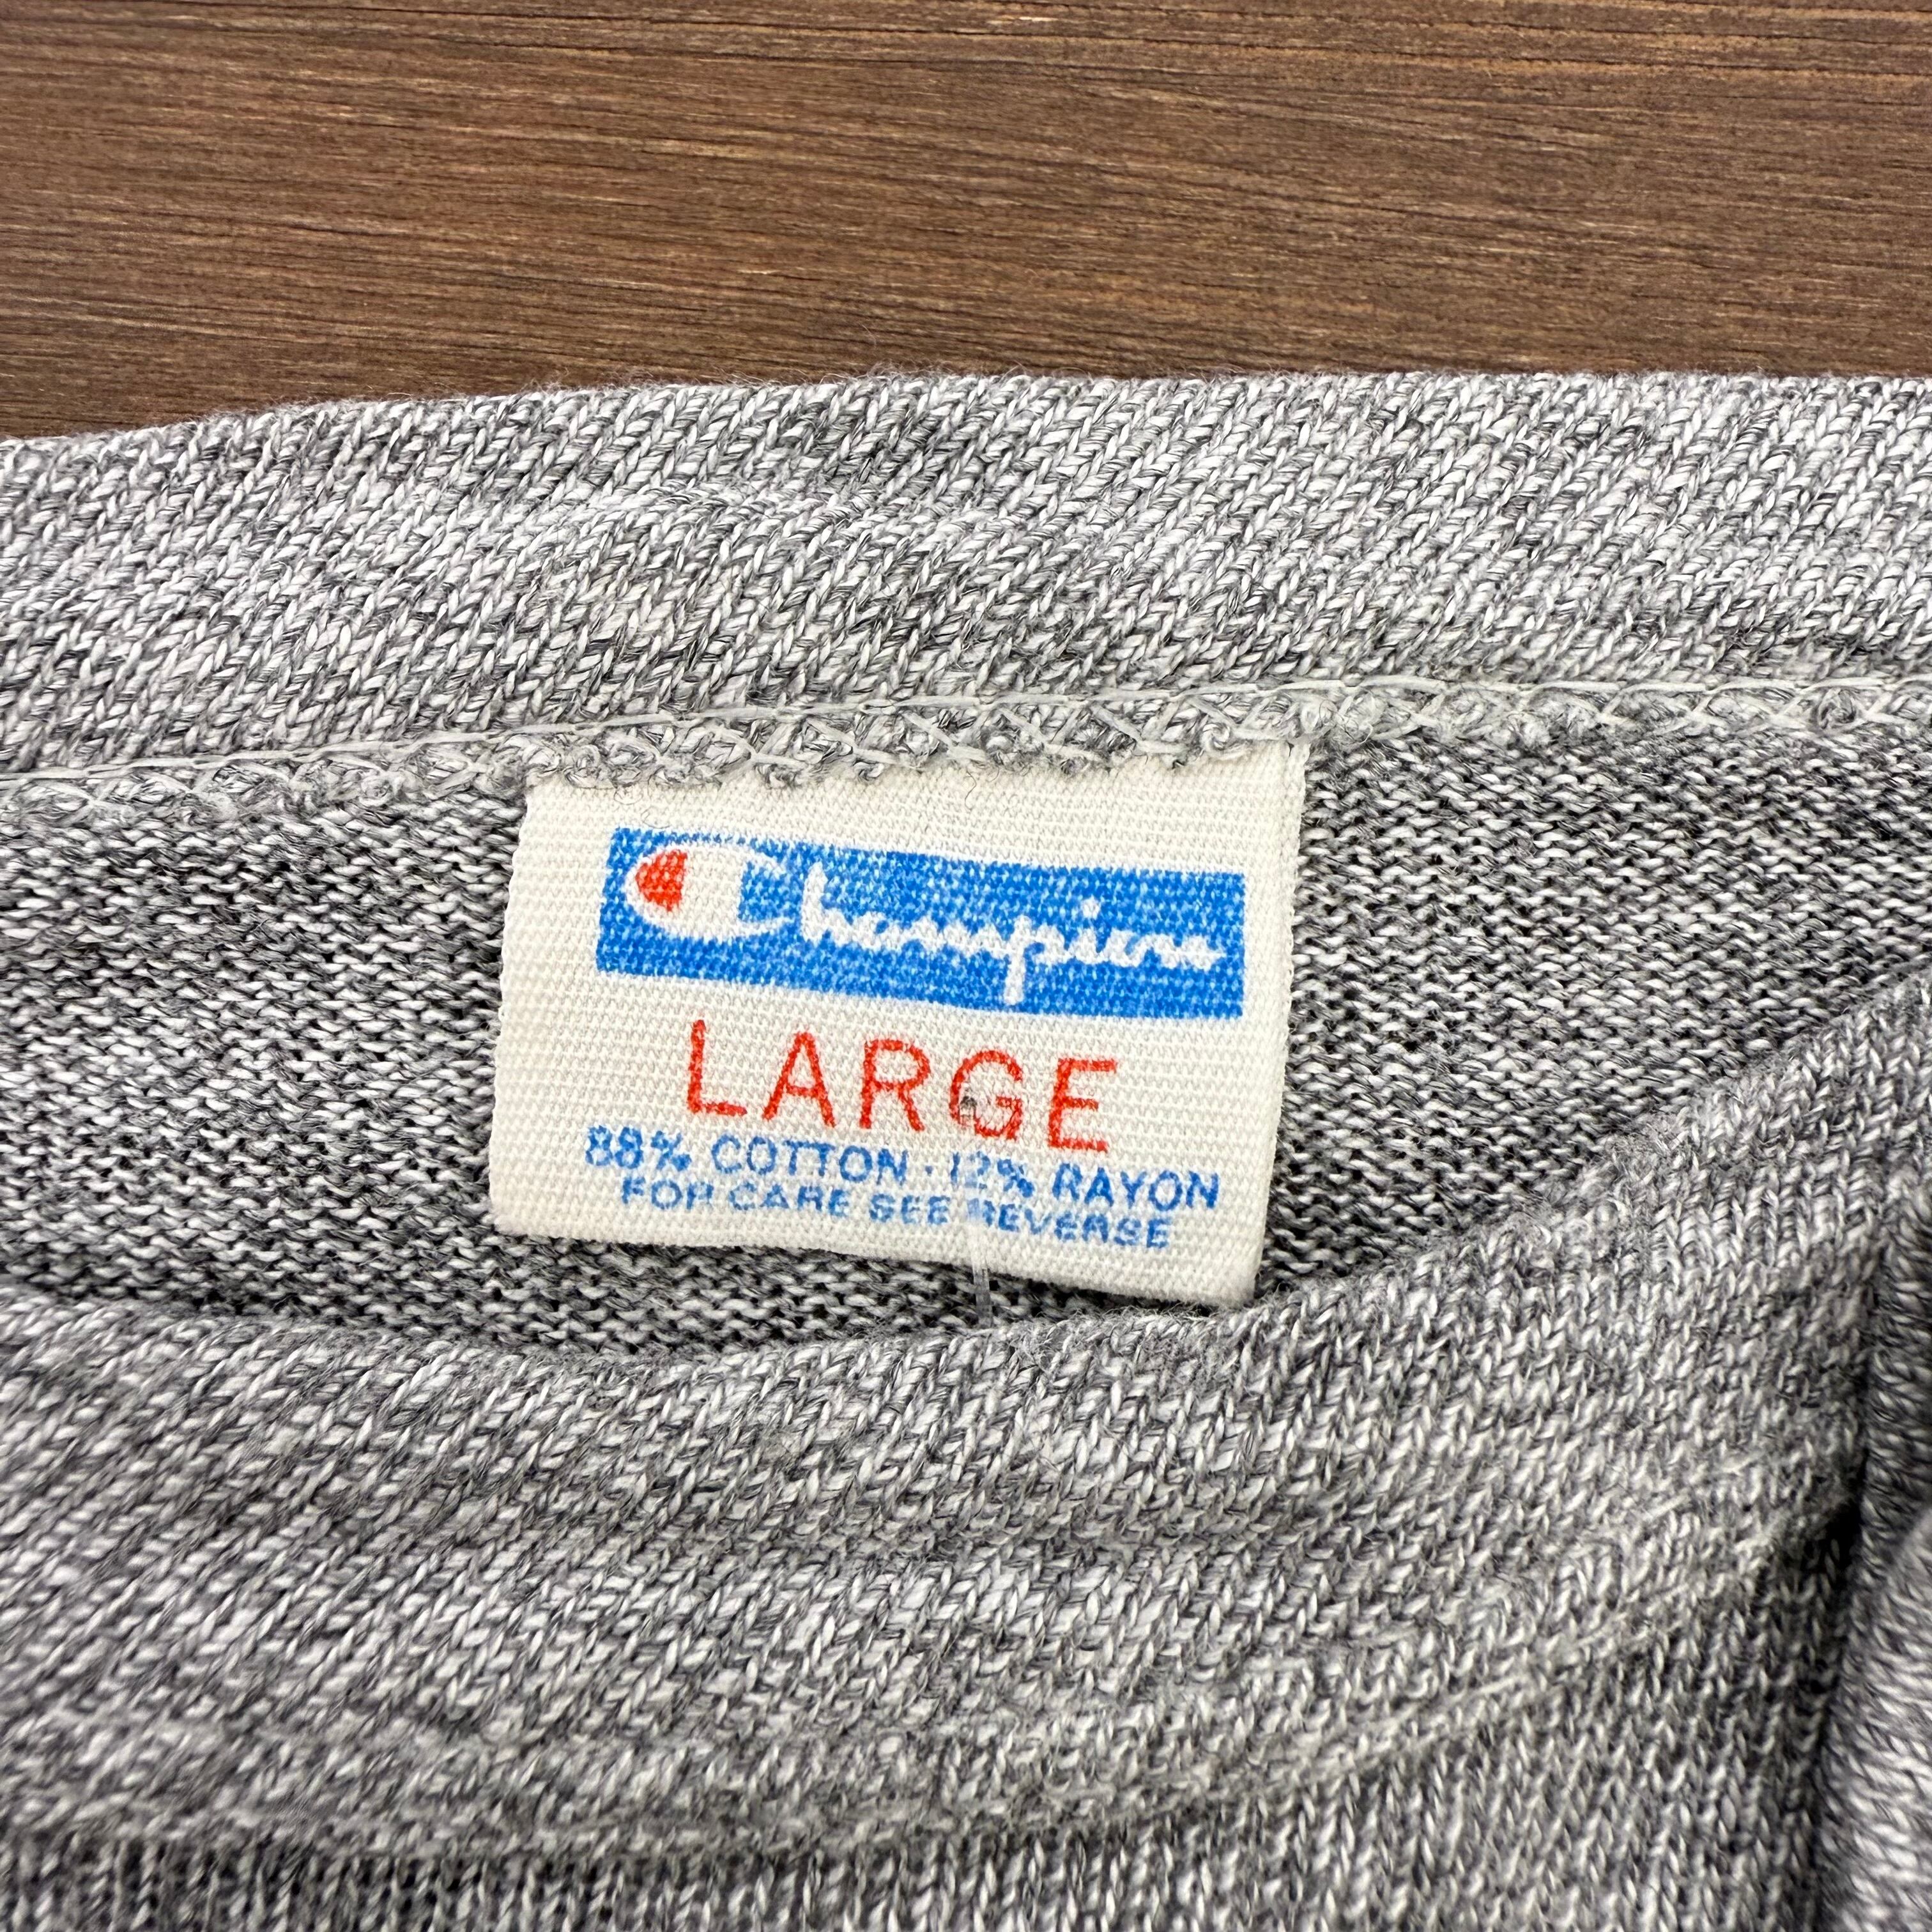 Champion
LARGE
88% COTTON · 12% RAYON
FOR CARE SEE REVERSE